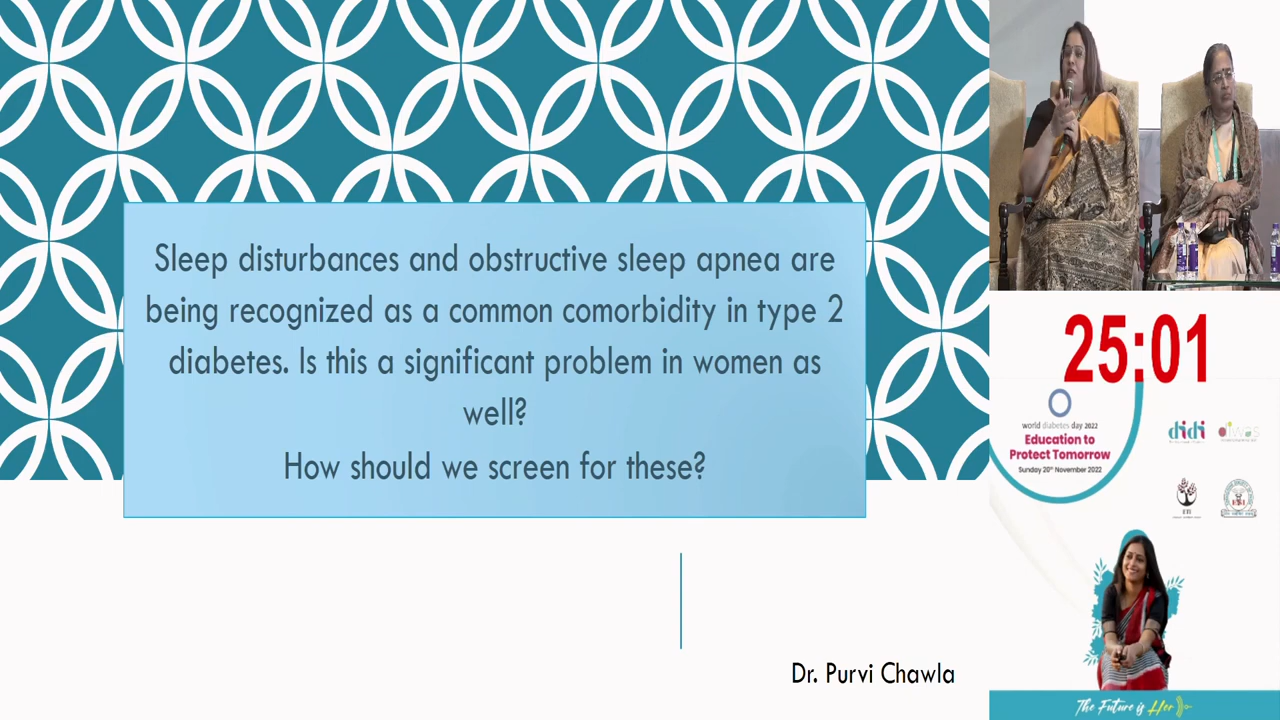 Sleep disturbances and obstructive sleep apnea are
being recognized as a common comorbidity in type 2
diabetes. Is this a significant problem in women as
well?
How should we screen for these?
Dr. Purvi Chawla
25:01
world diabetes day 2022
Education to
Protect Tomorrow
Sunday 20th November 2022
didi
The Future is Her